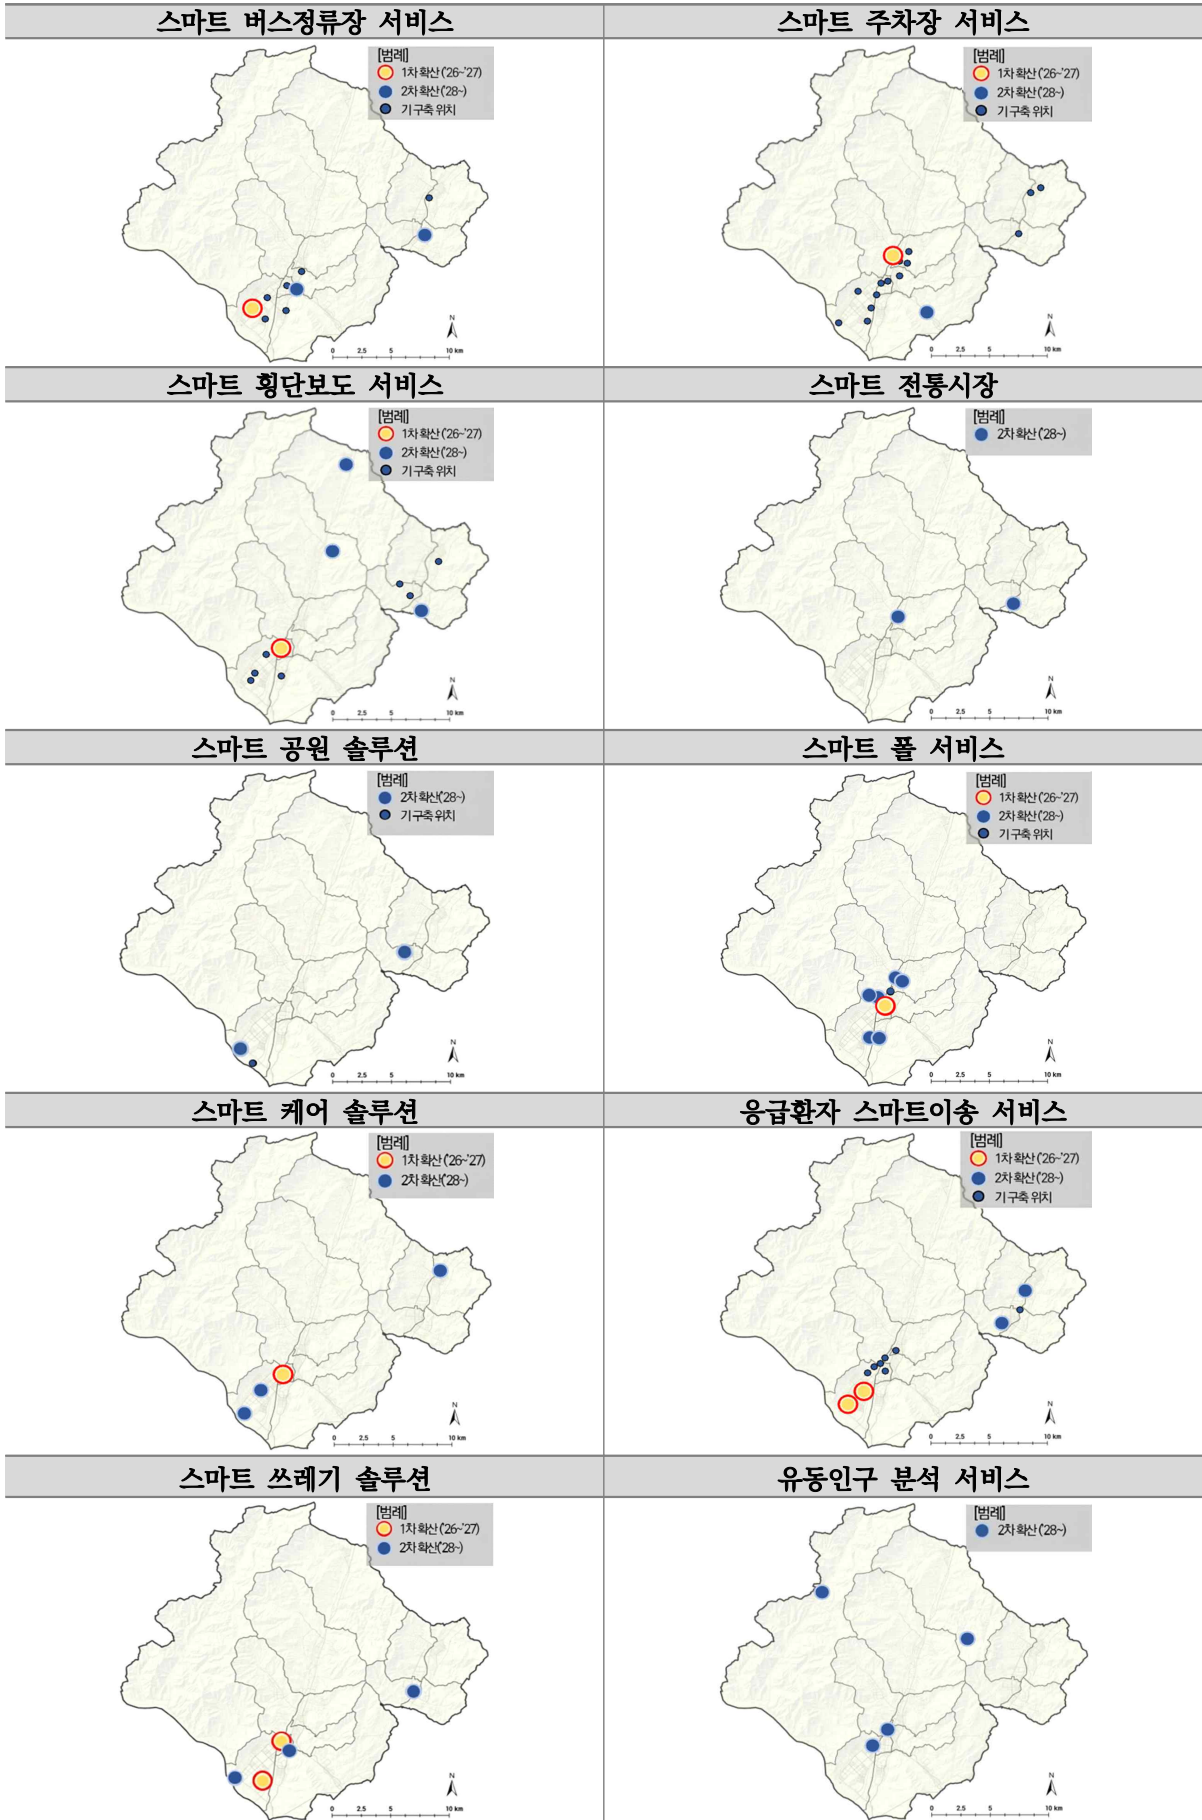 스마트 버스정류장 서비스
스마트 주차장 서비스
[범례]
1차 확산('26~'27)
2차 확산('28~)
기 구축 위치
N
0 2.5 5 10 km
[범례]
1차 확산('26~'27)
2차 확산('28~)
기 구축 위치
N
0 2.5 5 10 km
스마트 횡단보도 서비스
스마트 전통시장
[범례]
1차 확산('26~'27)
2차 확산('28~)
기 구축 위치
N
0 2.5 5 10 km
[범례]
2차 확산('28~)
N
0 2.5 5 10 km
스마트 공원 솔루션
스마트 폴 서비스
[범례]
2차 확산('28~)
기 구축 위치
N
0 2.5 5 10 km
[범례]
1차 확산('26~'27)
2차 확산('28~)
기 구축 위치
N
0 2.5 5 10 km
스마트 케어 솔루션
응급환자 스마트이송 서비스
[범례]
1차 확산('26~'27)
2차 확산('28~)
N
0 2.5 5 10 km
[범례]
1차 확산('26~'27)
2차 확산('28~)
기 구축 위치
N
0 2.5 5 10 km
스마트 쓰레기 솔루션
유동인구 분석 서비스
[범례]
1차 확산('26~'27)
2차 확산('28~)
N
0 2.5 5 10 km
[범례]
2차 확산('28~)
N
0 2.5 5 10 km